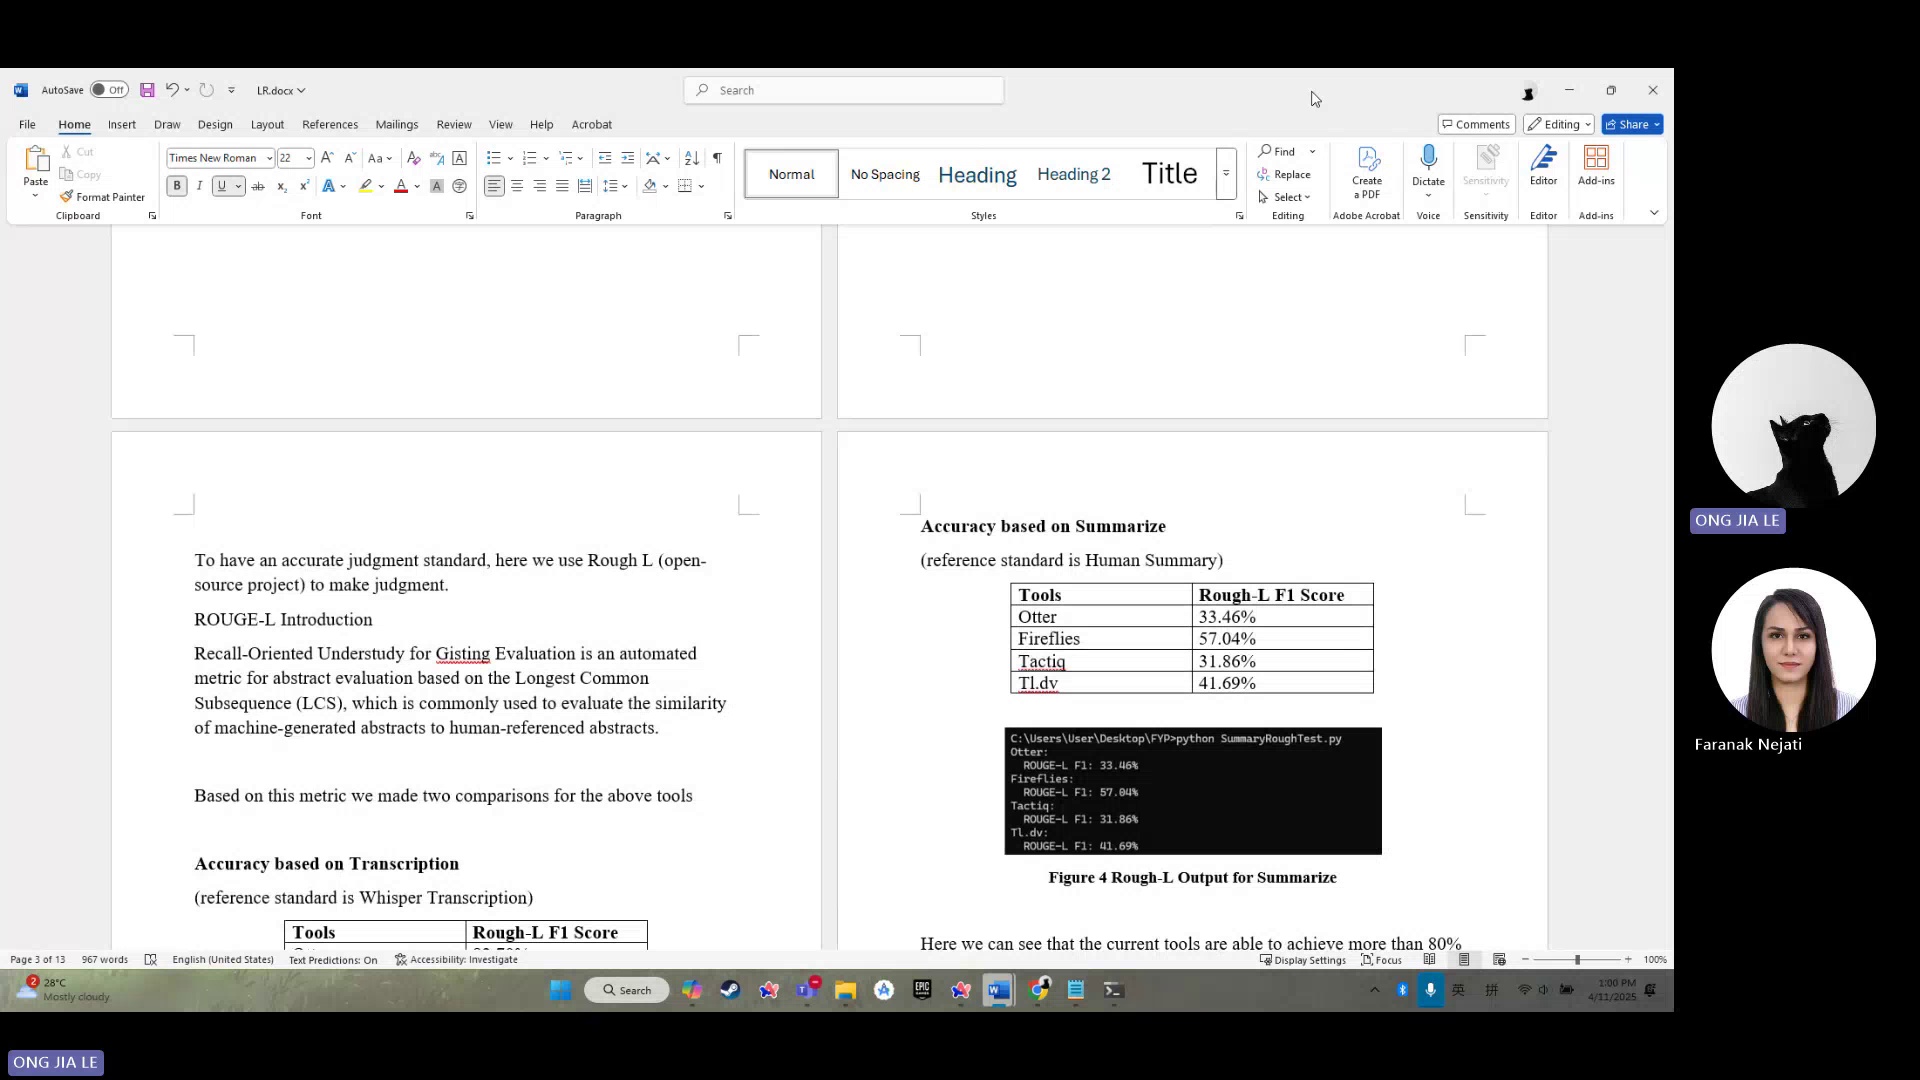 AutoSave Off LR.docx Search
File Home Insert Draw Design Layout References Mailings Review View Help Acrobat Comments Editing Share
Paste Cut Copy Format Painter
Times New Roman 22 Aa
Normal No Spacing Heading Heading 2 Title
Find Replace Select
Create a PDF Dictate Sensitivity Editor Add-ins
Clipboard Font Paragraph Styles Editing Adobe Acrobat Voice Sensitivity Editor Add-ins
To have an accurate judgment standard, here we use Rough L (open-
source project) to make judgment.
ROUGE-L Introduction
Recall-Oriented Understudy for Gisting Evaluation is an automated
metric for abstract evaluation based on the Longest Common
Subsequence (LCS), which is commonly used to evaluate the similarity
of machine-generated abstracts to human-referenced abstracts.
Based on this metric we made two comparisons for the above tools
Accuracy based on Transcription
(reference standard is Whisper Transcription)
Tools Rough-L F1 Score
Accuracy based on Summarize
(reference standard is Human Summary)
Tools Rough-L F1 Score
Otter 33.46%
Fireflies 57.04%
Tactiq 31.86%
Tl.dv 41.69%
C:\Users\User\Desktop\FYP>python SummaryRoughTest.py
Otter:
ROUGE-L F1: 33.46%
Fireflies:
ROUGE-L F1: 57.04%
Tactiq:
ROUGE-L F1: 31.86%
Tl.dv:
ROUGE-L F1: 41.69%
Figure 4 Rough-L Output for Summarize
Here we can see that the current tools are able to achieve more than 80%
Page 3 of 13 967 words English (United States) Text Predictions: On Accessibility: Investigate Display Settings Focus 100%
2 28°C
Mostly cloudy
Search
EPIC GAMES
英 拼
1:00 PM
4/11/2025
ONG JIA LE
Faranak Nejati
ONG JIA LE